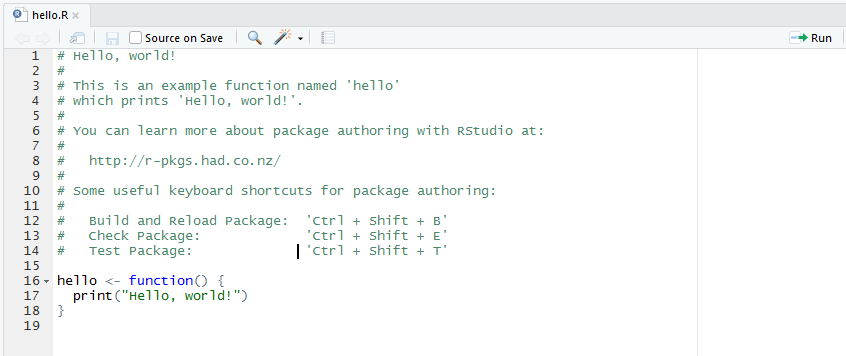 hello.R
Source on Save
Run
1 # Hello, world!
2 #
3 # This is an example function named 'hello'
4 # which prints 'Hello, world!'.
5 #
6 # You can learn more about package authoring with RStudio at:
7 #
8 #   http://r-pkgs.had.co.nz/
9 #
10 # Some useful keyboard shortcuts for package authoring:
11 #
12 #   Build and Reload Package:  'Ctrl + Shift + B'
13 #   Check Package:             'Ctrl + Shift + E'
14 #   Test Package:              'Ctrl + Shift + T'
15
16 hello <- function() {
17   print("Hello, world!")
18 }
19